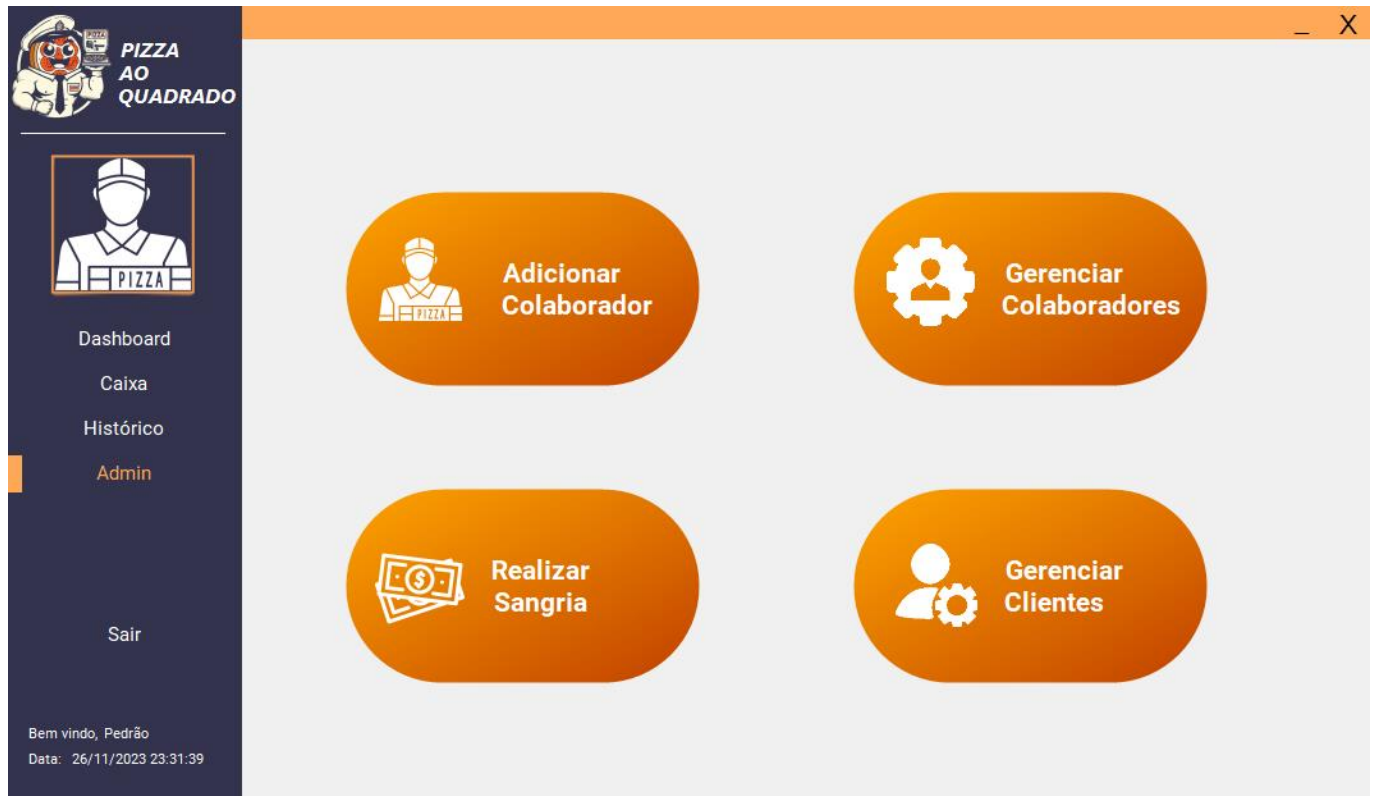 PIZZA
AO
QUADRADO
PIZZA
Dashboard
Caixa
Histórico
Admin
Sair
Bem vindo, Pedrão
Data: 26/11/2023 23:31:39
_ X
PIZZA
Adicionar
Colaborador
Gerenciar
Colaboradores
Realizar
Sangria
Gerenciar
Clientes